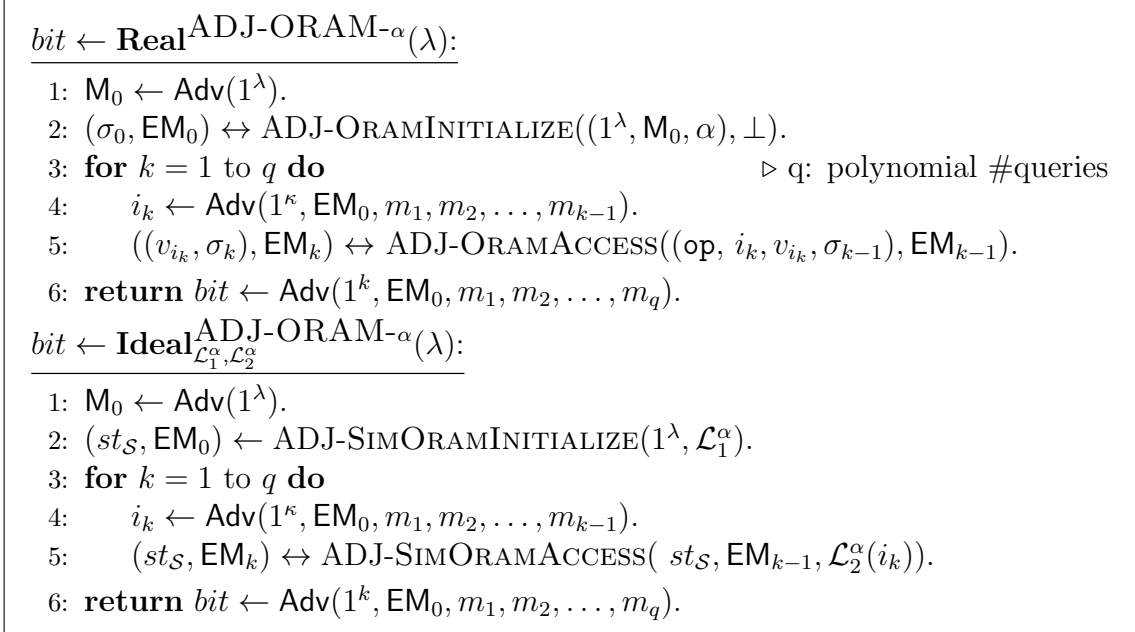 bit ← Real^{ADJ-ORAM-α}(λ):
1: M_0 ← Adv(1^λ).
2: (σ_0, EM_0) ↔ ADJ-ORAMINITIALIZE((1^λ, M_0, α), ⊥).
3: for k = 1 to q do ▷ q: polynomial #queries
4: i_k ← Adv(1^κ, EM_0, m_1, m_2, . . . , m_{k−1}).
5: ((v_{i_k}, σ_k), EM_k) ↔ ADJ-ORAMACCESS((op, i_k, v_{i_k}, σ_{k−1}), EM_{k−1}).
6: return bit ← Adv(1^k, EM_0, m_1, m_2, . . . , m_q).
bit ← Ideal^{ADJ-ORAM-α}_{ℒ_1^α, ℒ_2^α}(λ):
1: M_0 ← Adv(1^λ).
2: (st_𝒮, EM_0) ← ADJ-SIMORAMINITIALIZE(1^λ, ℒ_1^α).
3: for k = 1 to q do
4: i_k ← Adv(1^κ, EM_0, m_1, m_2, . . . , m_{k−1}).
5: (st_𝒮, EM_k) ↔ ADJ-SIMORAMACCESS( st_𝒮, EM_{k−1}, ℒ_2^α(i_k)).
6: return bit ← Adv(1^k, EM_0, m_1, m_2, . . . , m_q).